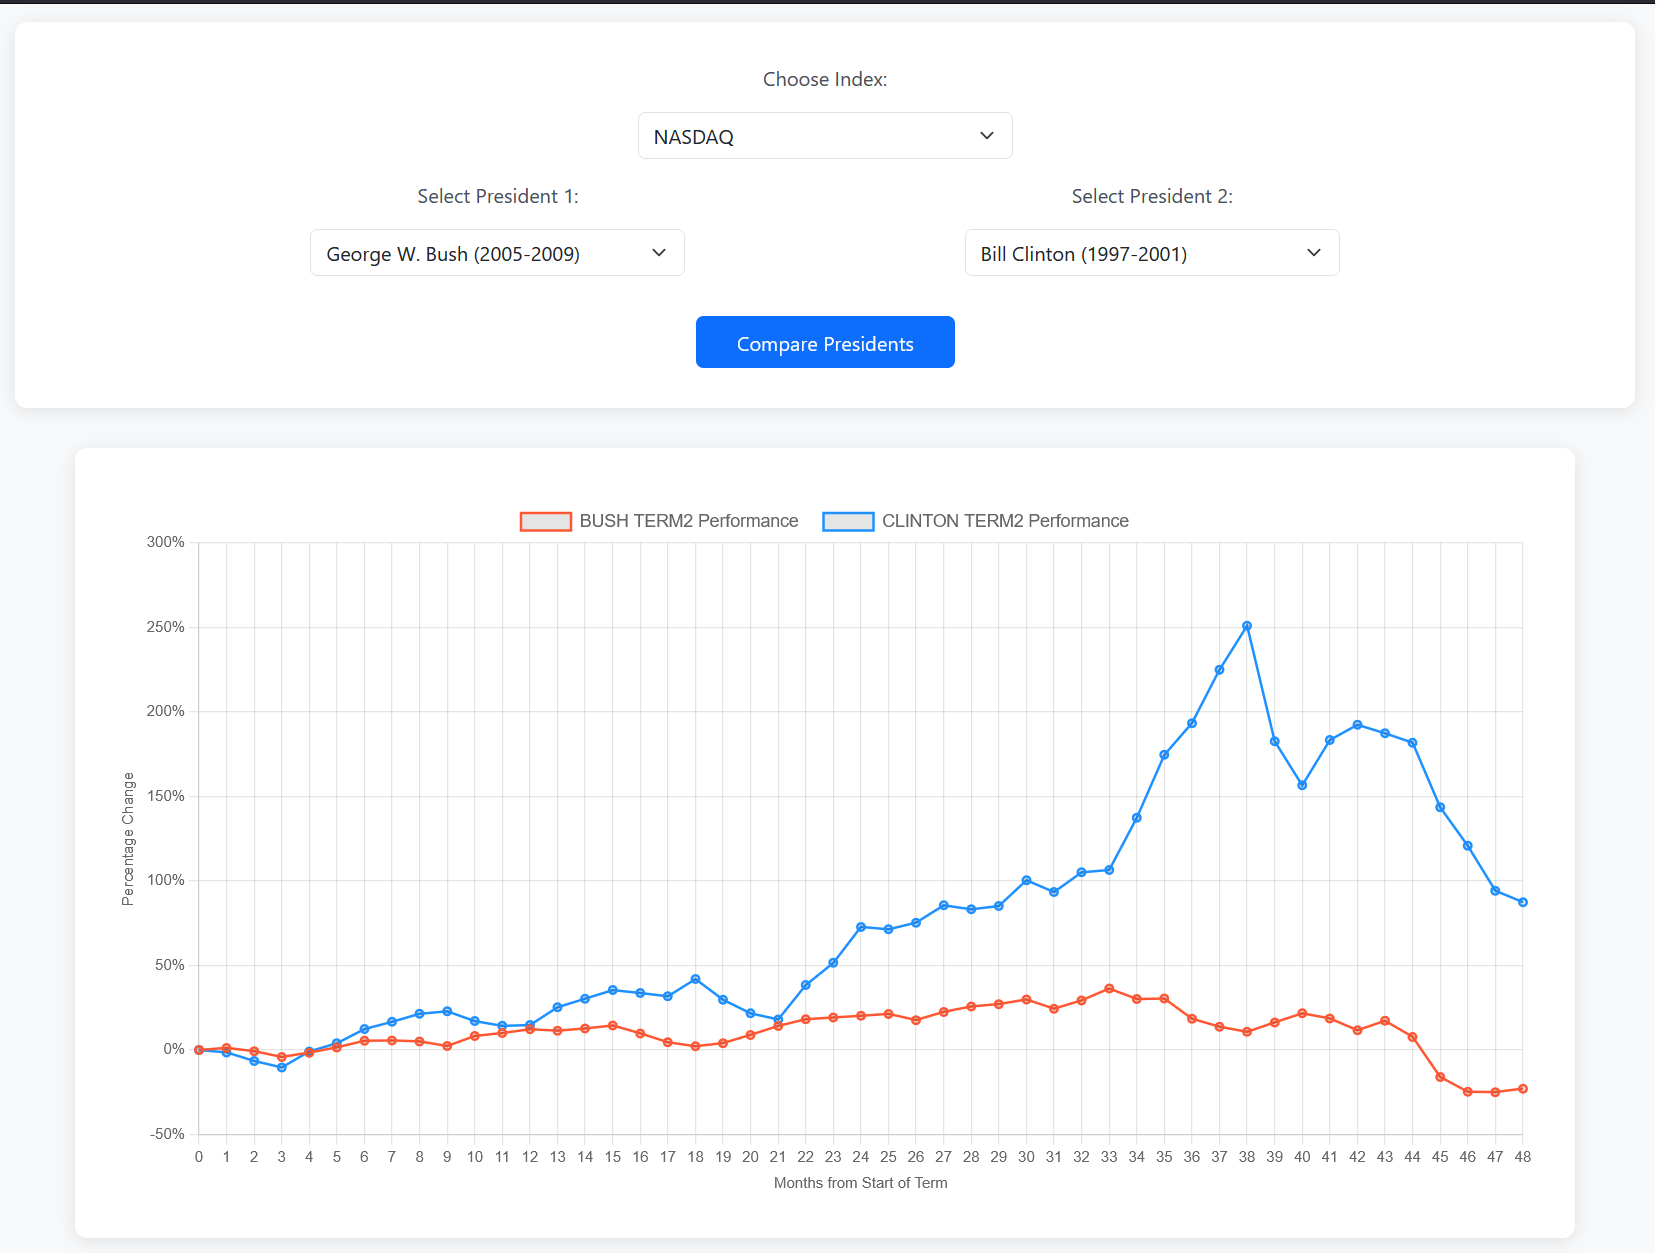 Choose Index:
NASDAQ
Select President 1:
Select President 2:
George W. Bush (2005-2009)
Bill Clinton (1997-2001)
Compare Presidents
BUSH TERM2 Performance
CLINTON TERM2 Performance
300%
250%
200%
150%
100%
50%
0%
-50%
Percentage Change
0 1 2 3 4 5 6 7 8 9 10 11 12 13 14 15 16 17 18 19 20 21 22 23 24 25 26 27 28 29 30 31 32 33 34 35 36 37 38 39 40 41 42 43 44 45 46 47 48
Months from Start of Term